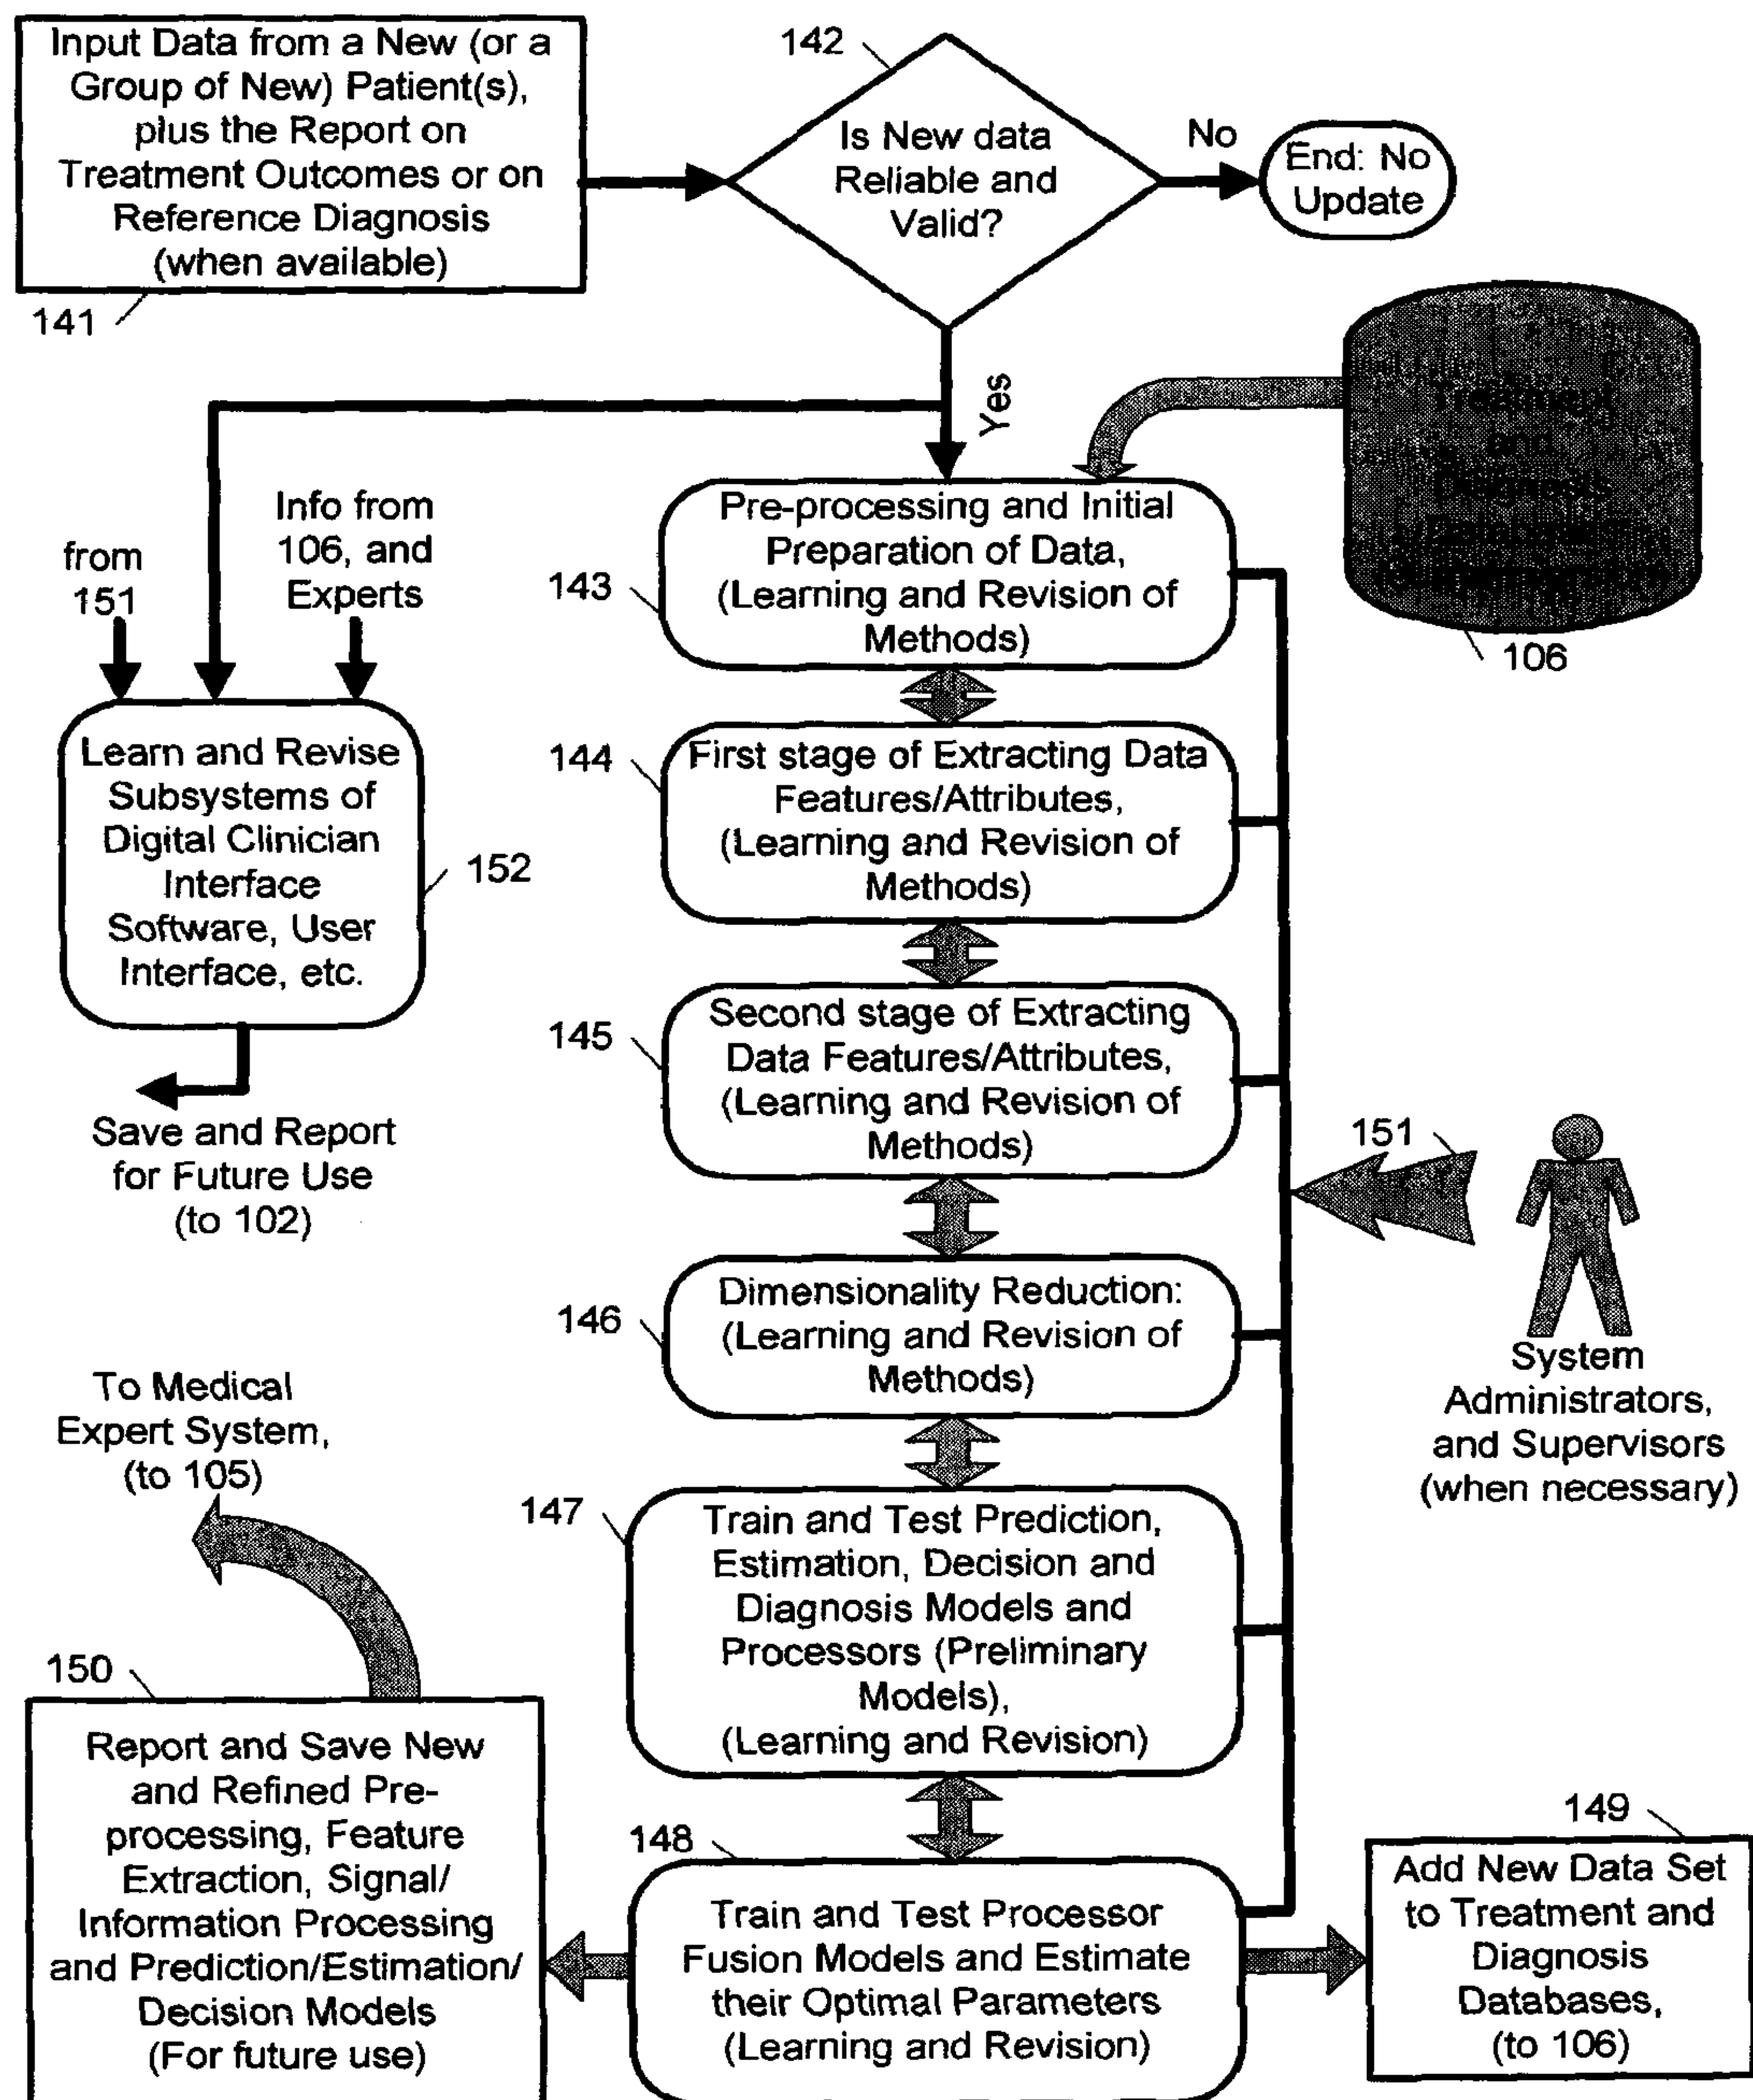 Input Data from a New (or a
Group of New) Patient(s),
plus the Report on
Treatment Outcomes or on
Reference Diagnosis
(when available)
141
142
Is New data
Reliable and
Valid?
No
End: No
Update
Yes
Treatment
and
Diagnosis
106
from
151
Info from
106, and
Experts
143
Pre-processing and Initial
Preparation of Data,
(Learning and Revision of
Methods)
144
First stage of Extracting Data
Features/Attributes,
(Learning and Revision of
Methods)
Learn and Revise
Subsystems of
Digital Clinician
Interface
Software, User
Interface, etc.
152
Save and Report
for Future Use
(to 102)
145
Second stage of Extracting
Data Features/Attributes,
(Learning and Revision of
Methods)
151
System
Administrators,
and Supervisors
(when necessary)
146
Dimensionality Reduction:
(Learning and Revision of
Methods)
To Medical
Expert System,
(to 105)
147
Train and Test Prediction,
Estimation, Decision and
Diagnosis Models and
Processors (Preliminary
Models),
(Learning and Revision)
150
Report and Save New
and Refined Pre-
processing, Feature
Extraction, Signal/
Information Processing
and Prediction/Estimation/
Decision Models
(For future use)
148
Train and Test Processor
Fusion Models and Estimate
their Optimal Parameters
(Learning and Revision)
149
Add New Data Set
to Treatment and
Diagnosis
Databases,
(to 106)